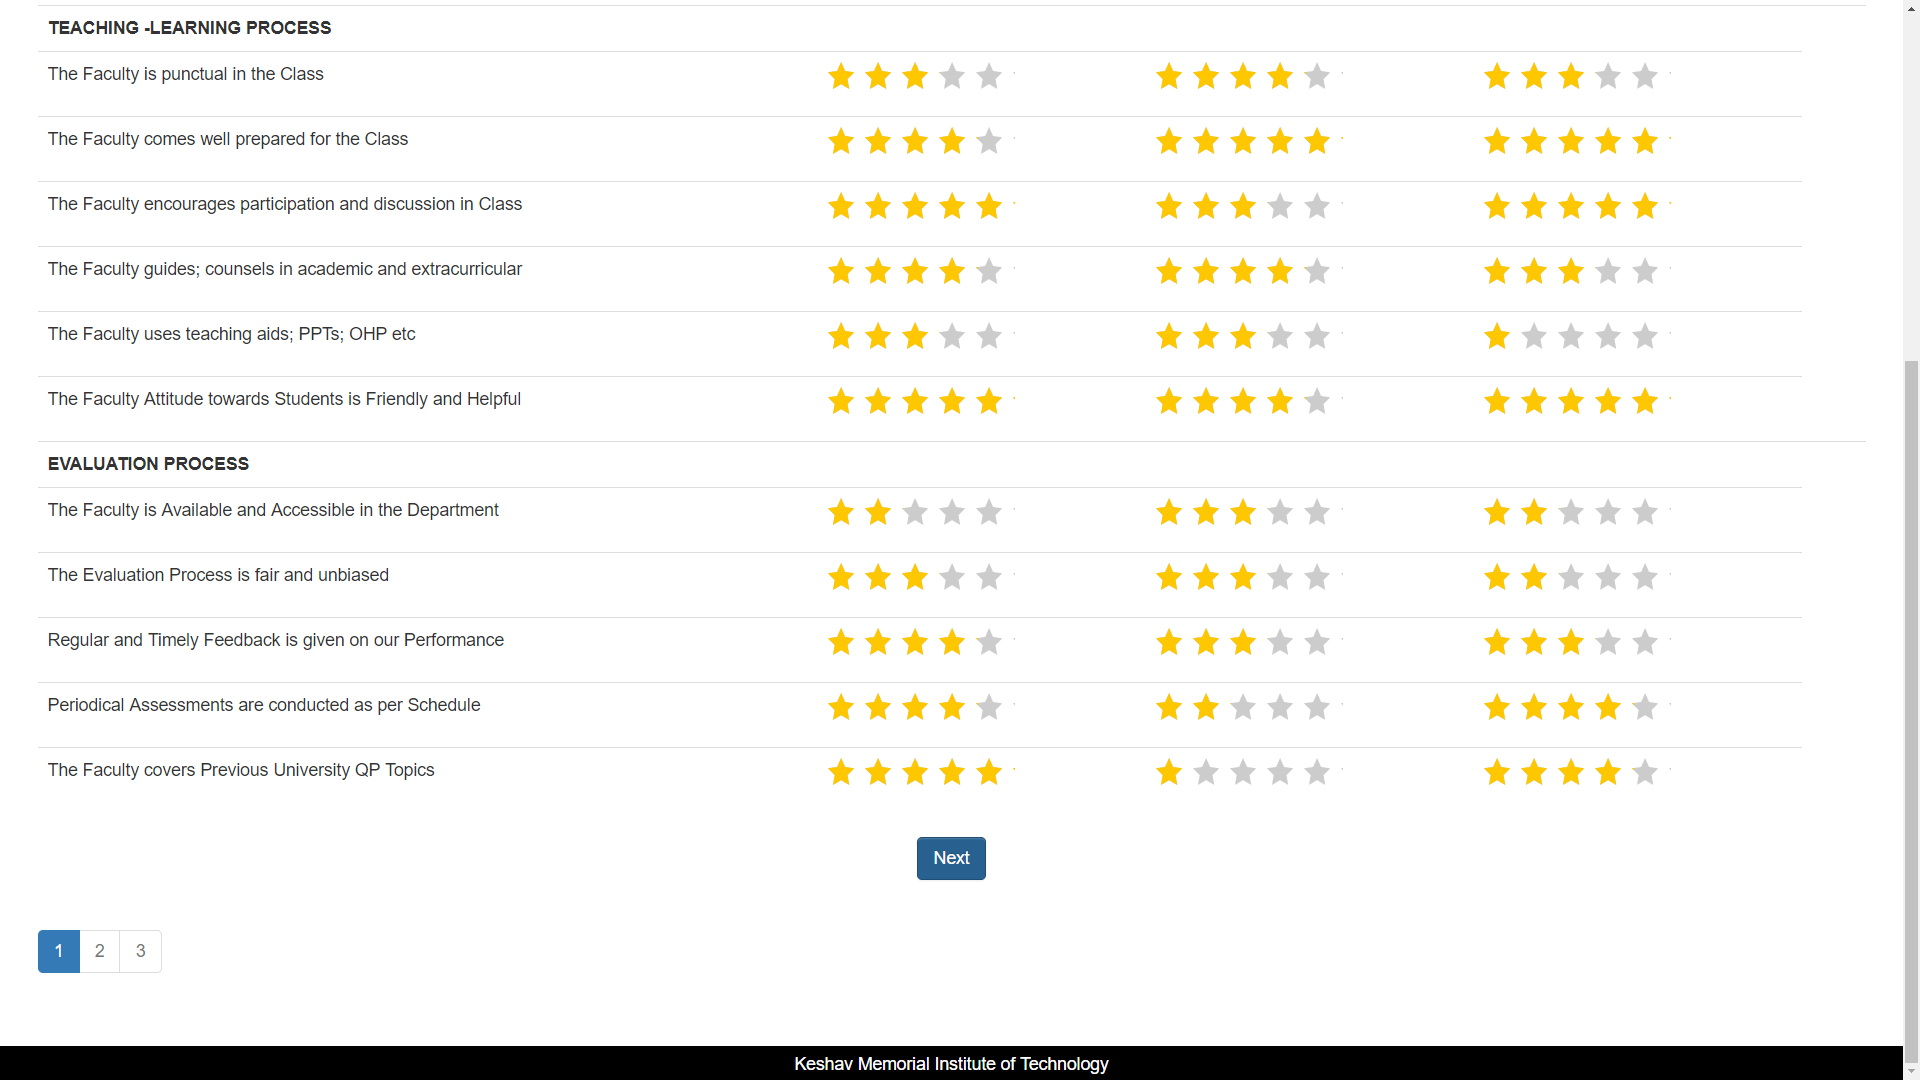 TEACHING -LEARNING PROCESS
The Faculty is punctual in the Class
The Faculty comes well prepared for the Class
The Faculty encourages participation and discussion in Class
The Faculty guides; counsels in academic and extracurricular
The Faculty uses teaching aids; PPTs; OHP etc
The Faculty Attitude towards Students is Friendly and Helpful
EVALUATION PROCESS
The Faculty is Available and Accessible in the Department
The Evaluation Process is fair and unbiased
Regular and Timely Feedback is given on our Performance
Periodical Assessments are conducted as per Schedule
The Faculty covers Previous University QP Topics
Next
1 2 3
Keshav Memorial Institute of Technology